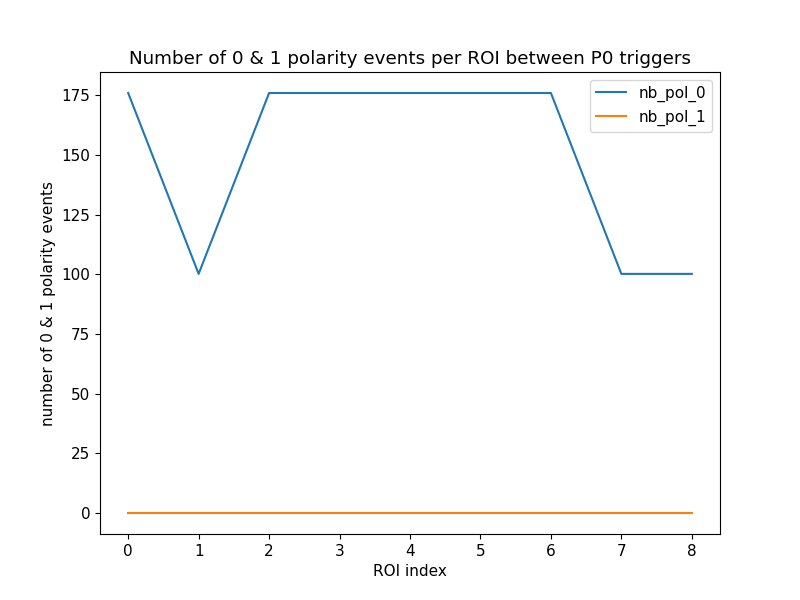 Number of 0 & 1 polarity events per ROI between P0 triggers
nb_pol_0
nb_pol_1
number of 0 & 1 polarity events
175
150
125
100
75
50
25
0
0 1 2 3 4 5 6 7 8
ROI index